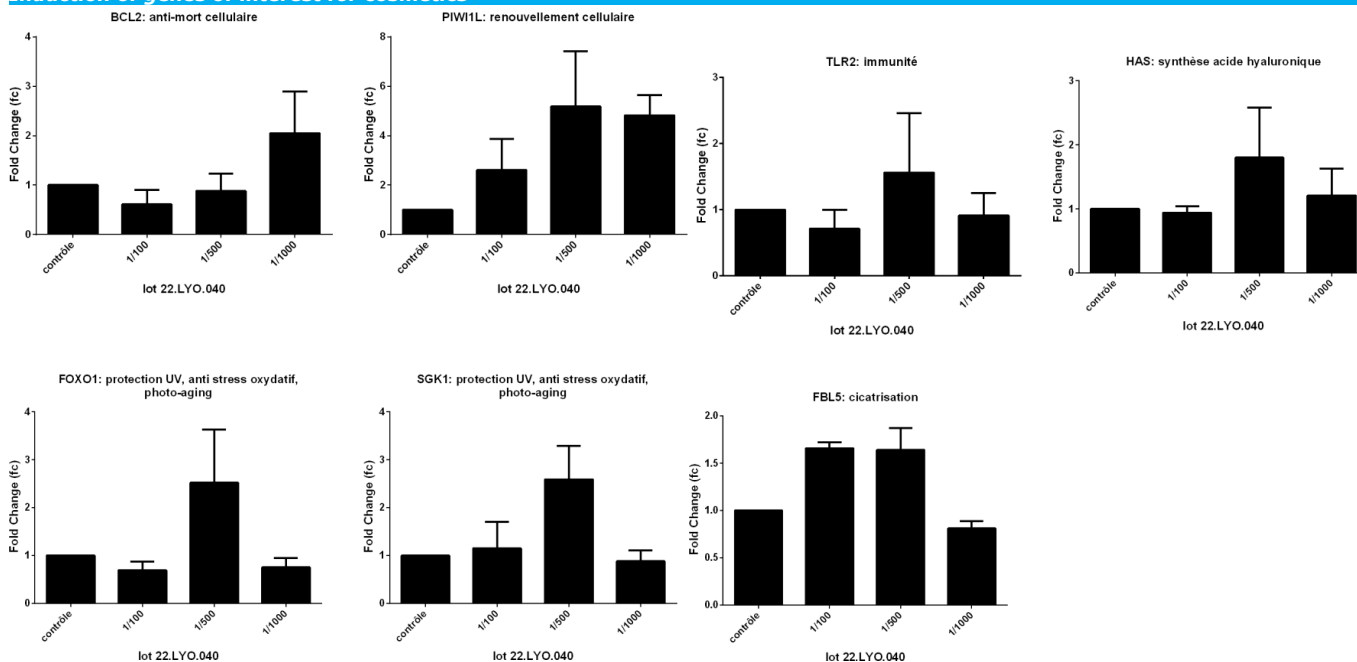 Induction of genes of interest for cosmetics
BCL2: anti-mort cellulaire
Fold Change (fc)
4
3
2
1
0
contrôle
1/100
1/500
1/1000
lot 22.LYO.040
PIWI1L: renouvellement cellulaire
Fold Change (fc)
8
6
4
2
0
contrôle
1/100
1/500
1/1000
lot 22.LYO.040
TLR2: immunité
Fold Change (fc)
3
2
1
0
contrôle
1/100
1/500
1/1000
lot 22.LYO.040
HAS: synthèse acide hyaluronique
Fold Change (fc)
3
2
1
0
contrôle
1/100
1/500
1/1000
lot 22.LYO.040
FOXO1: protection UV, anti stress oxydatif,
photo-aging
Fold Change (fc)
4
3
2
1
0
contrôle
1/100
1/500
1/1000
lot 22.LYO.040
SGK1: protection UV, anti stress oxydatif,
photo-aging
Fold Change (fc)
4
3
2
1
0
contrôle
1/100
1/500
1/1000
lot 22.LYO.040
FBL5: cicatrisation
Fold Change (fc)
2.0
1.5
1.0
0.5
0.0
contrôle
1/100
1/500
1/1000
lot 22.LYO.040